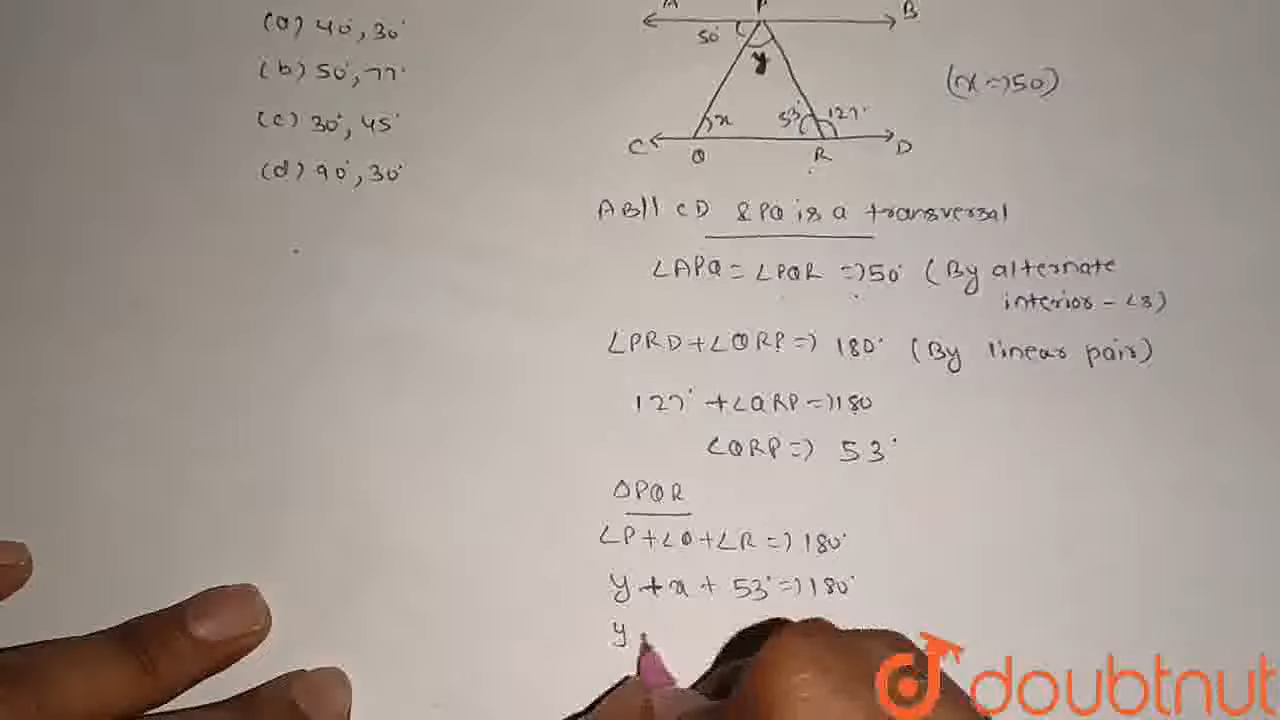 (a) 40°, 30°
(b) 50°, 77°
(c) 30°, 45°
(d) 90°, 30°
A P B
50°
y
(x=>50)
x 53° 127°
C Q R D
AB||CD & PQ is a transversal
∠APQ = ∠PQR => 50° (By alternate
interior - ∠s)
∠PRD + ∠QRP => 180° (By linear pair)
127° + ∠QRP => 180
∠QRP => 53°
△PQR
∠P + ∠Q + ∠R => 180°
y + x + 53° => 180°
y
doubtnut